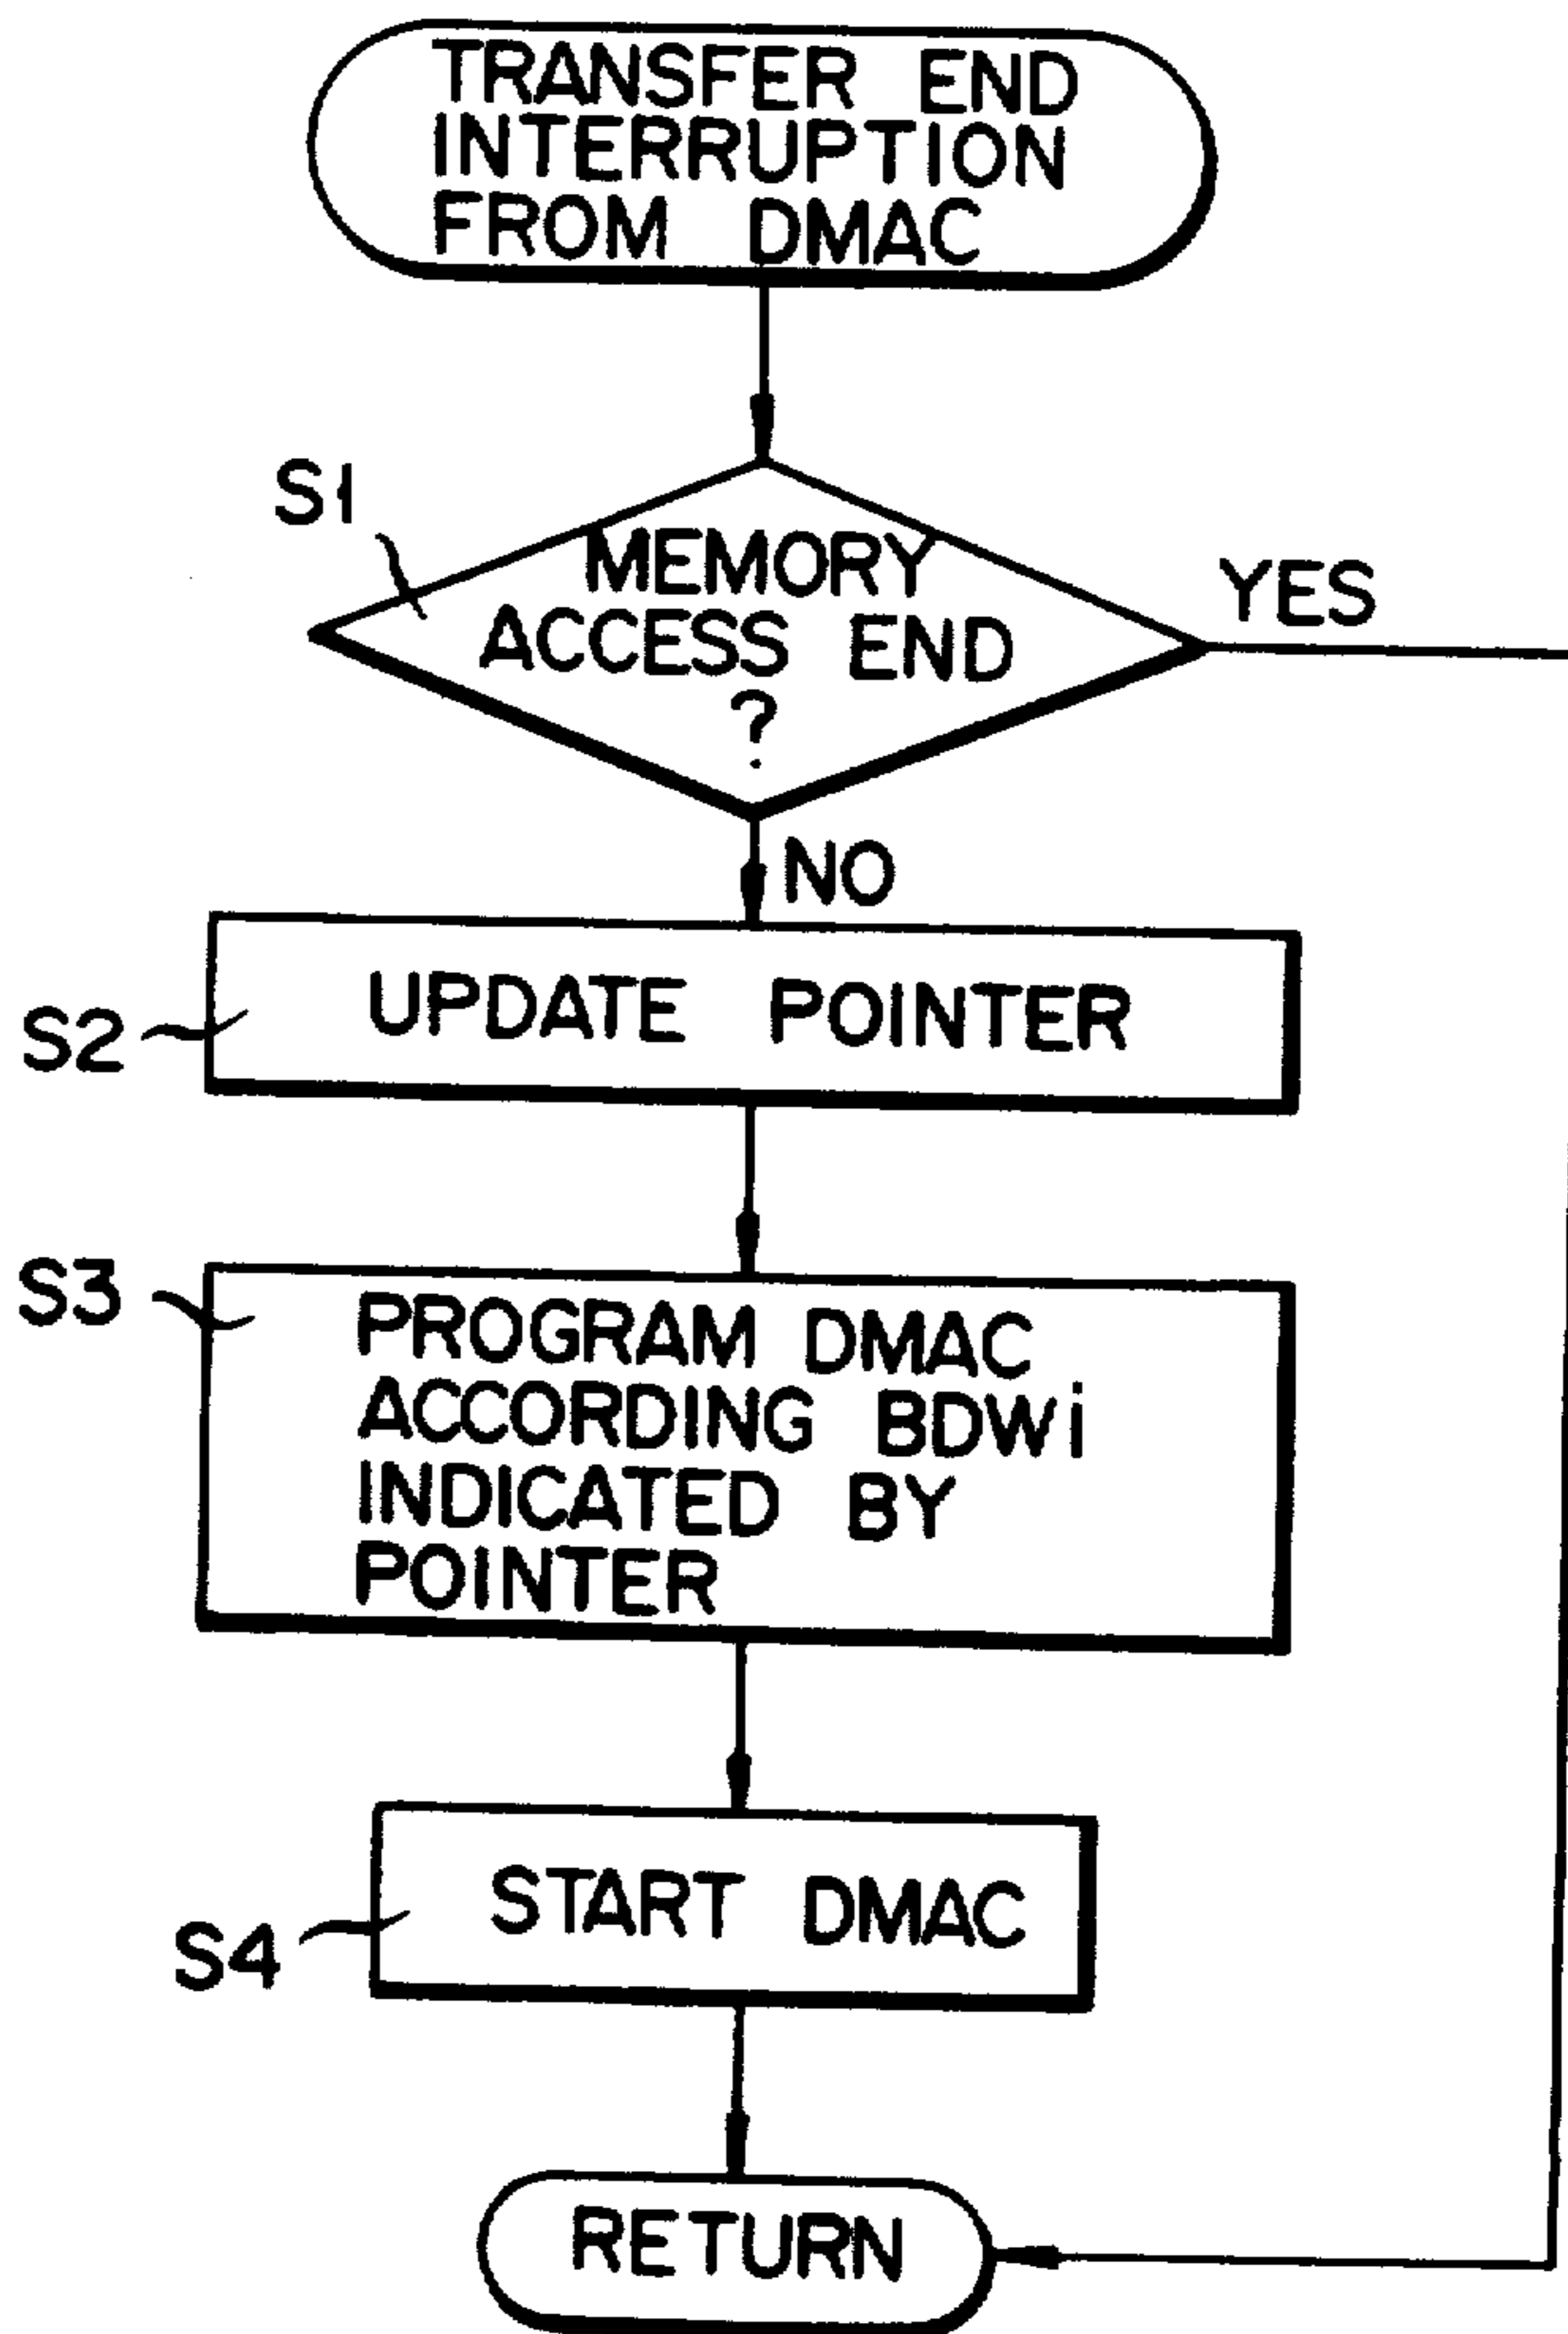 TRANSFER END
INTERRUPTION
FROM DMAC
S1
MEMORY
ACCESS END
?
YES
NO
S2
UPDATE POINTER
S3
PROGRAM DMAC
ACCORDING BDWi
INDICATED BY
POINTER
S4
START DMAC
RETURN